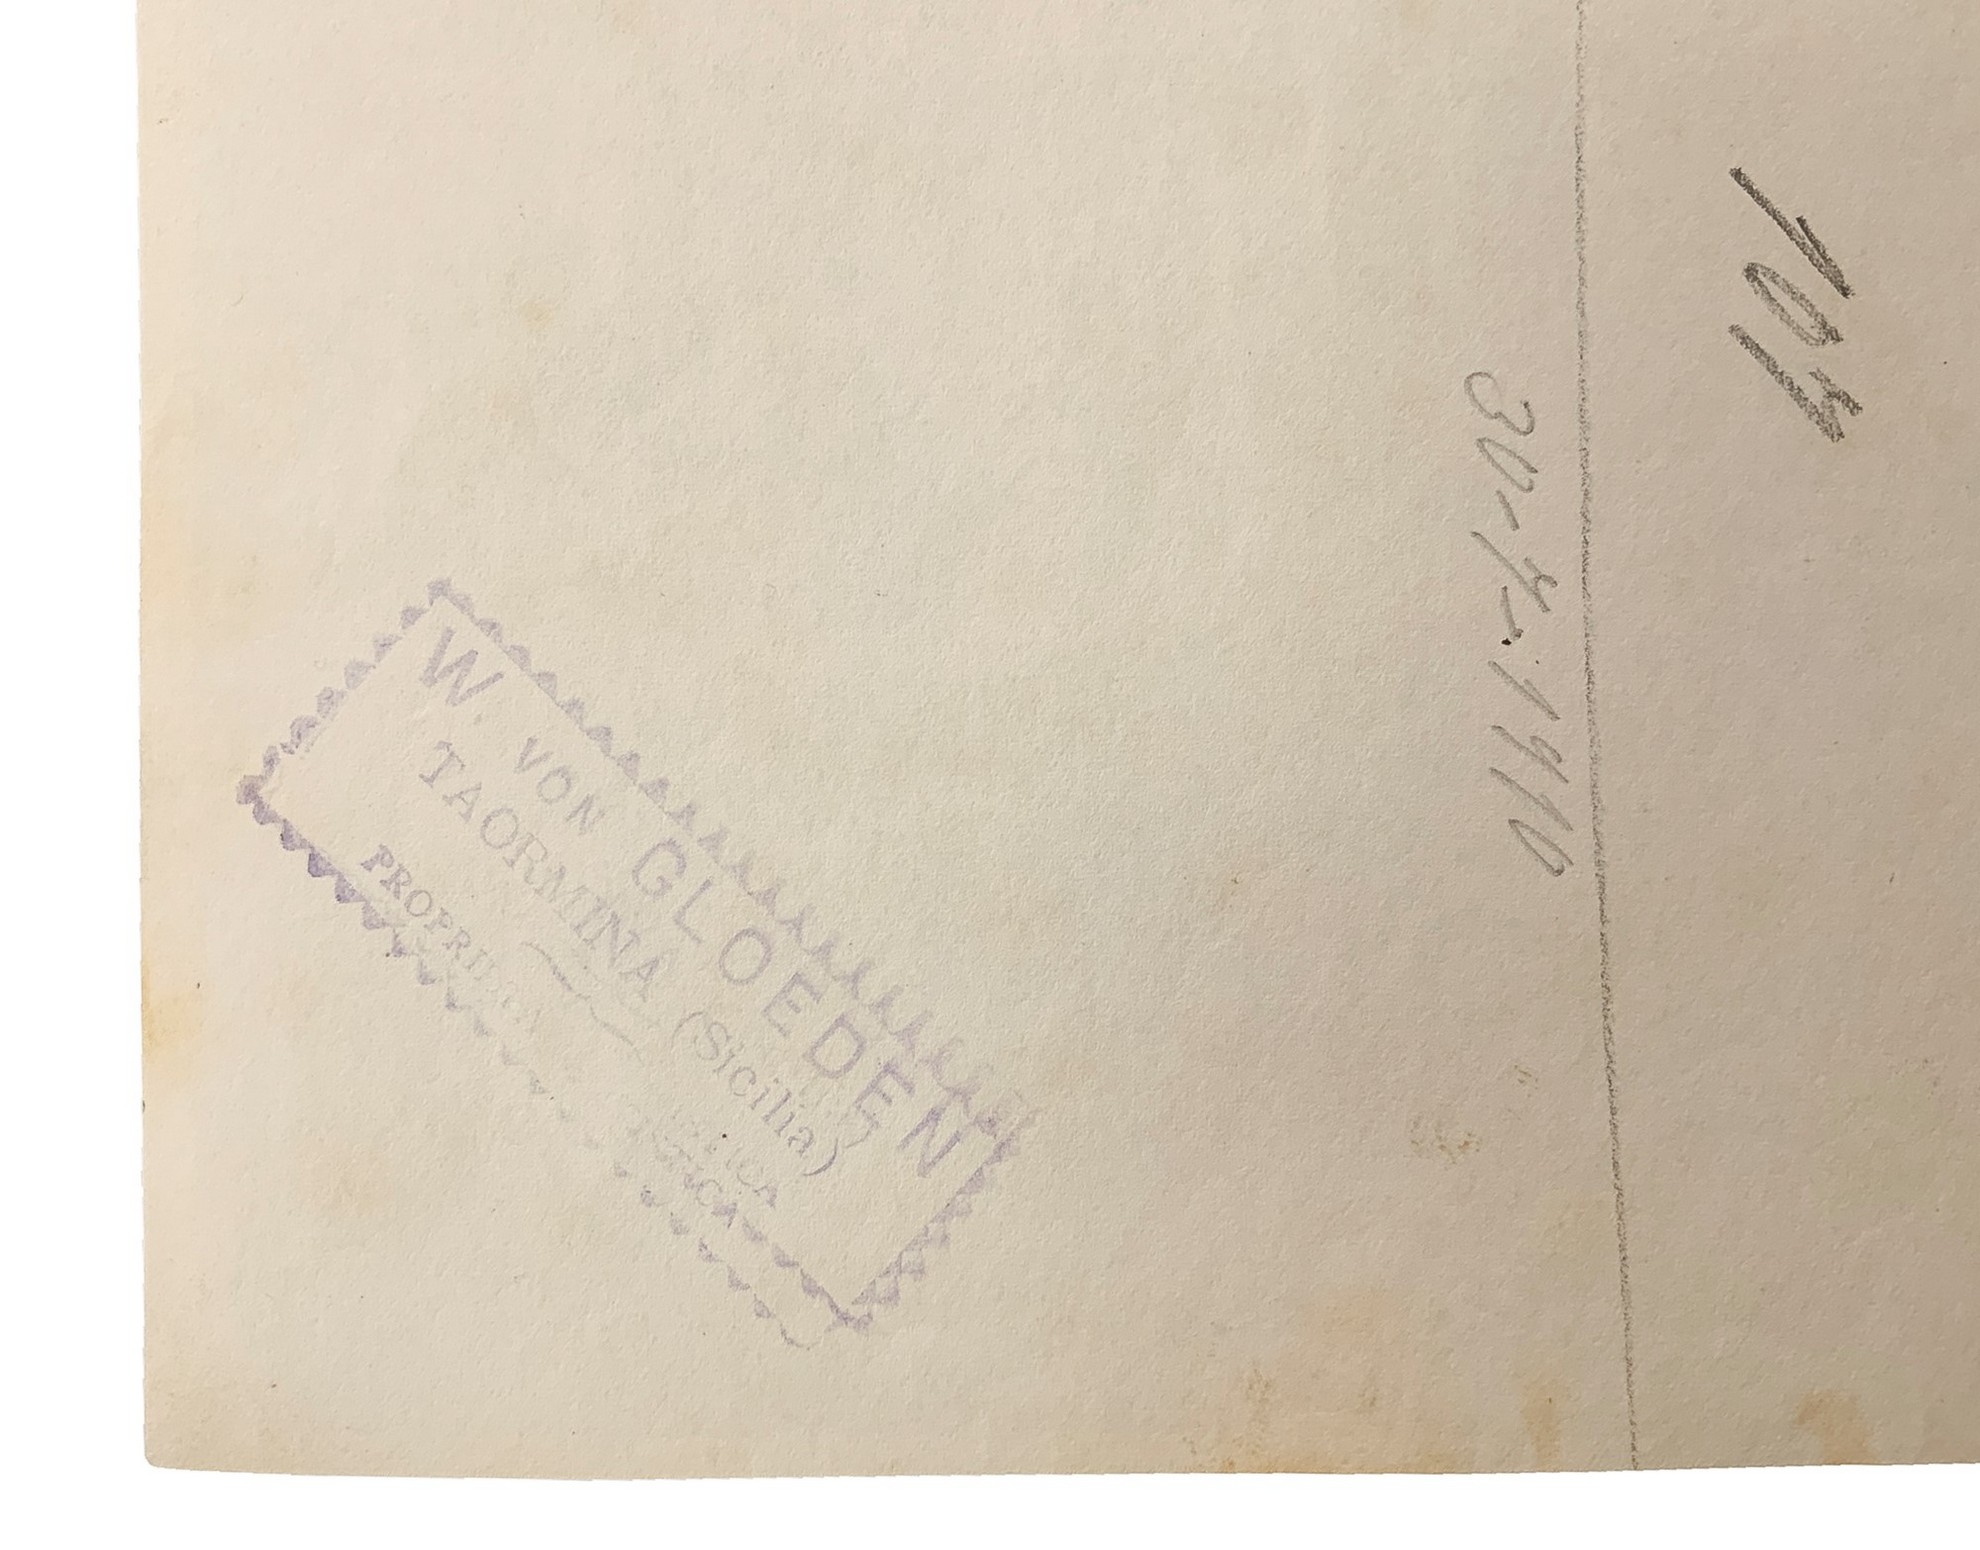 104
30-4-1910
W. VON GLOEDEN
TAORMINA (Sicilia)